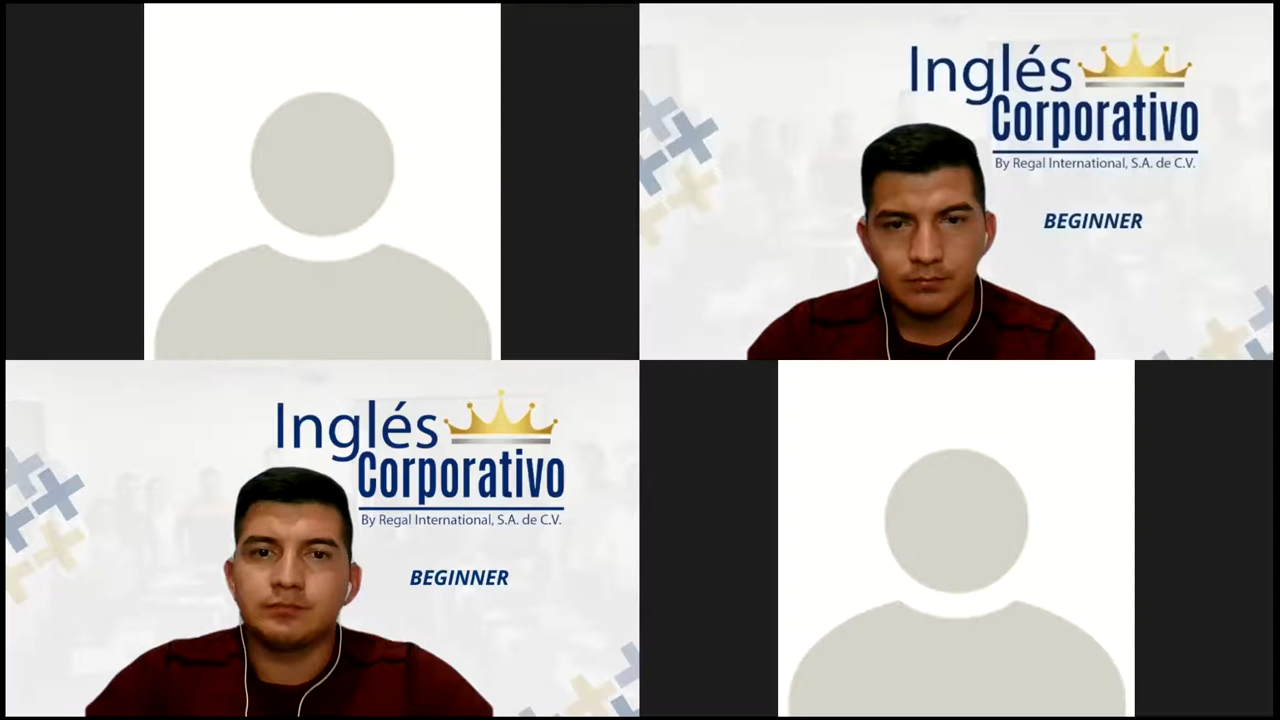 Inglés
Corporativo
By Regal International, S.A. de C.V.
BEGINNER
Inglés
Corporativo
By Regal International, S.A. de C.V.
BEGINNER